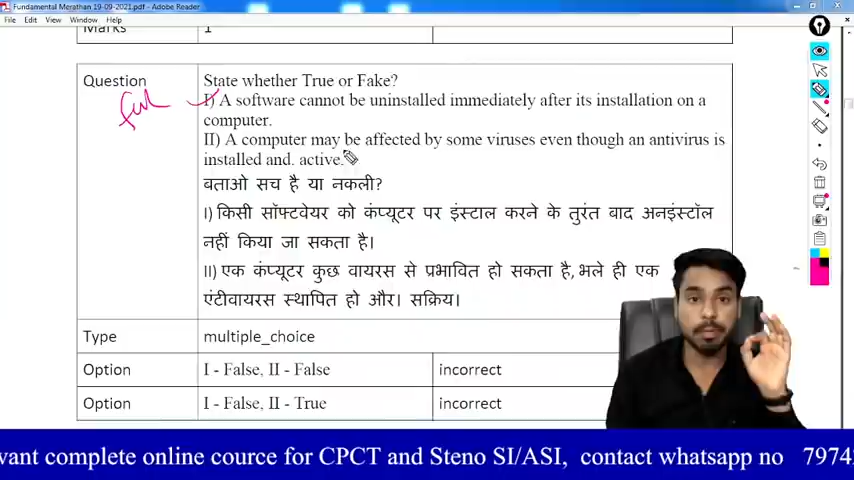 Fundamental Merathan 19-09-2021.pdf - Adobe Reader
File Edit View Window Help
Marks 1
Question State whether True or Fake?
I) A software cannot be uninstalled immediately after its installation on a
computer.
II) A computer may be affected by some viruses even though an antivirus is
installed and. active.
बताओ सच है या नकली?
I) किसी सॉफ्टवेयर को कंप्यूटर पर इंस्टाल करने के तुरंत बाद अनइंस्टॉल
नहीं किया जा सकता है।
II) एक कंप्यूटर कुछ वायरस से प्रभावित हो सकता है, भले ही एक
एंटीवायरस स्थापित हो और। सक्रिय।
Type multiple_choice
Option I - False, II - False incorrect
Option I - False, II - True incorrect
want complete online cource for CPCT and Steno SI/ASI, contact whatsapp no 7974